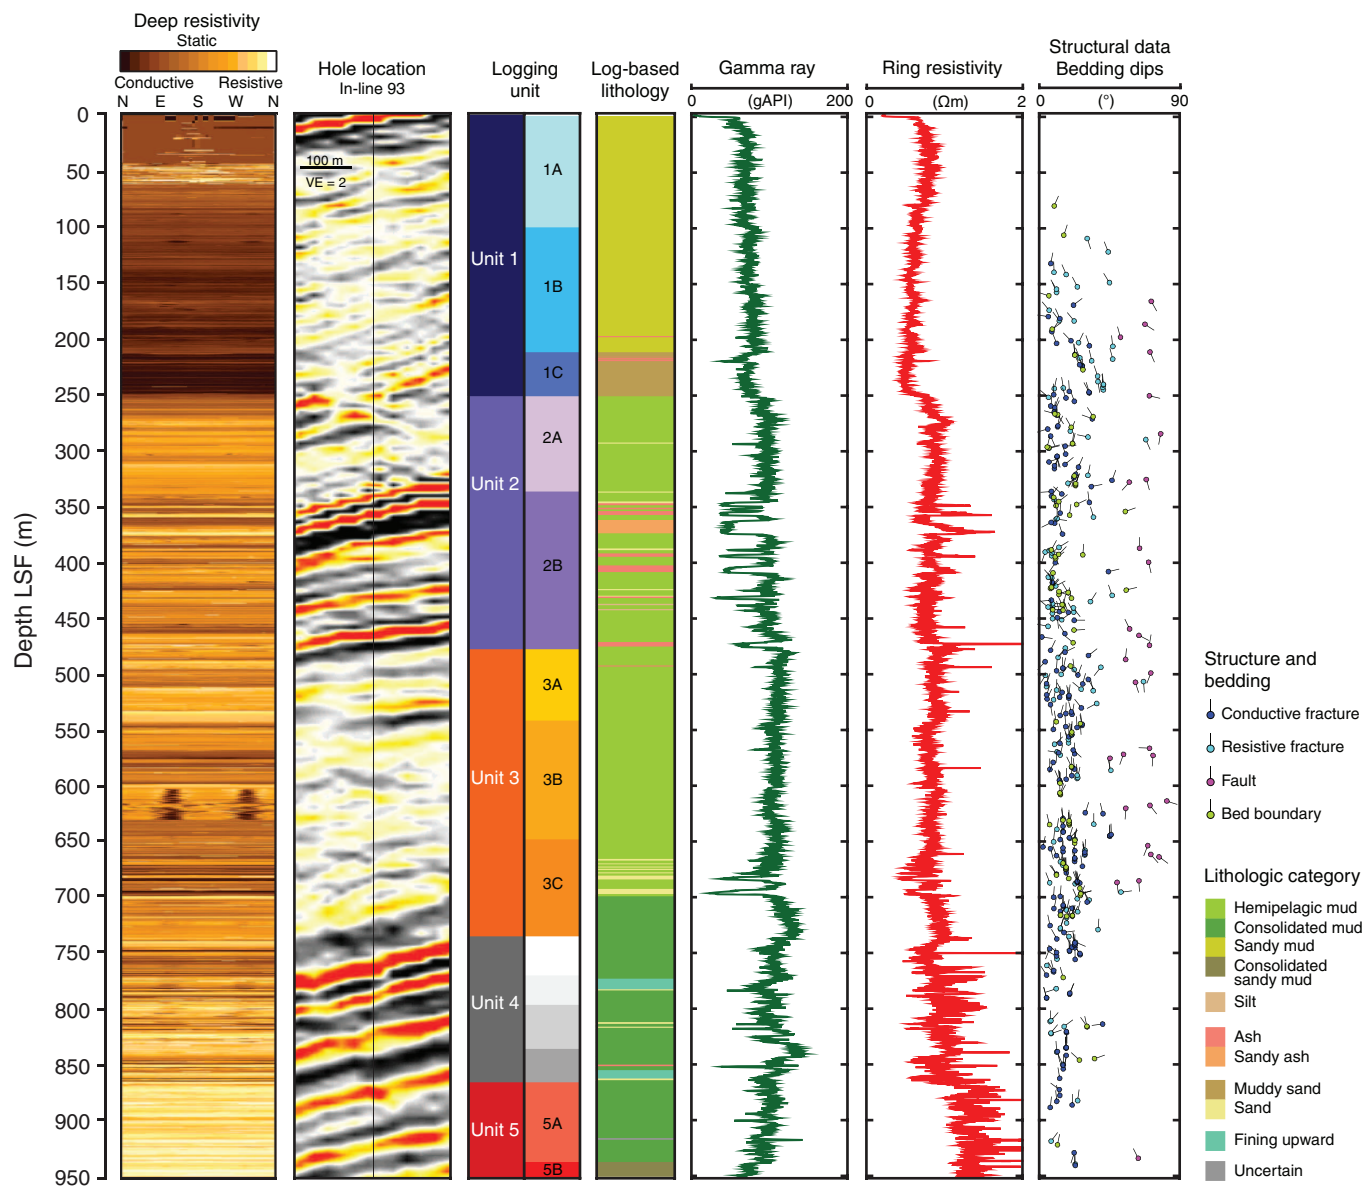 Deep resistivity
Static
Conductive Resistive
N E S W N
Hole location
In-line 93
Logging
unit
Log-based
lithology
Gamma ray
0 (gAPI) 200
Ring resistivity
0 (Ωm) 2
Structural data
Bedding dips
0 (°) 90
Depth LSF (m)
0
50
100
150
200
250
300
350
400
450
500
550
600
650
700
750
800
850
900
950
100 m
VE = 2
Unit 1
1A
1B
1C
Unit 2
2A
2B
Unit 3
3A
3B
3C
Unit 4
Unit 5
5A
5B
Structure and
bedding
Conductive fracture
Resistive fracture
Fault
Bed boundary
Lithologic category
Hemipelagic mud
Consolidated mud
Sandy mud
Consolidated
sandy mud
Silt
Ash
Sandy ash
Muddy sand
Sand
Fining upward
Uncertain